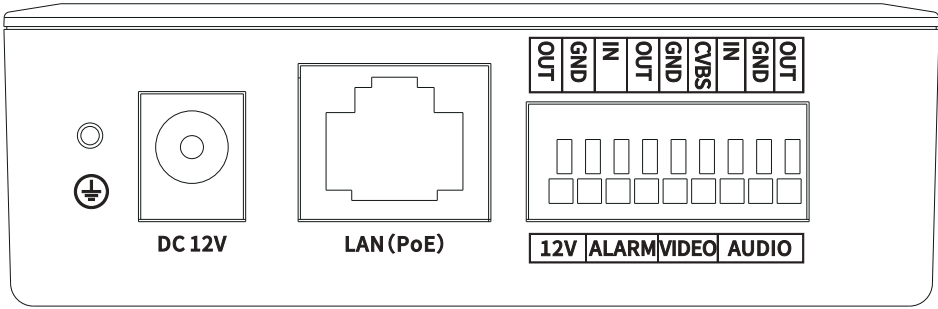 OUT GND IN OUT GND CVBS IN GND OUT
DC 12V
LAN(PoE)
12V ALARM VIDEO AUDIO